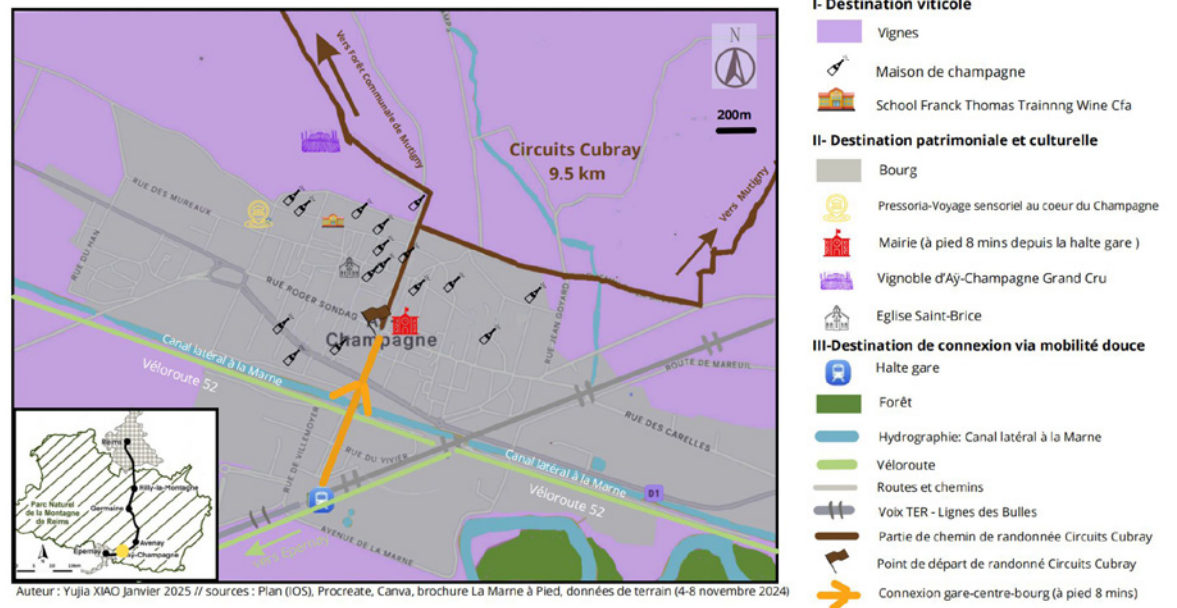 N
200m
Vers Forêt Communale de Mutigny
Circuits Cubray
9.5 km
Vers Mutigny
RUE DES MUREAUX
RUE DU HAN
RUE ROGER SONDAG
RUE JEAN GOYARD
Champagne
Canal latéral à la Marne
Véloroute 52
ROUTE DE MAREUIL
RUE DES CARELLES
RUE DE VILLEMOYER
RUE DU VIVIER
Canal latéral à la Marne
D1
Véloroute 52
AVENUE DE LA MARNE
Vers Epernay
Reims
Rilly-la-Montagne
Germaine
Parc Naturel
de la Montagne
de Reims
Avenay
Epernay
Aÿ-Champagne
Auteur : Yujia XIAO Janvier 2025 // sources : Plan (IOS), Procreate, Canva, brochure La Marne à Pied, données de terrain (4-8 novembre 2024)
I- Destination viticole
Vignes
Maison de champagne
School Franck Thomas Trainnng Wine Cfa
II- Destination patrimoniale et culturelle
Bourg
Pressoria-Voyage sensoriel au coeur du Champagne
Mairie (à pied 8 mins depuis la halte gare )
Vignoble d'Aÿ-Champagne Grand Cru
Eglise Saint-Brice
III-Destination de connexion via mobilité douce
Halte gare
Forêt
Hydrographie: Canal latéral à la Marne
Véloroute
Routes et chemins
Voix TER - Lignes des Bulles
Partie de chemin de randonnée Circuits Cubray
Point de départ de randonné Circuits Cubray
Connexion gare-centre-bourg (à pied 8 mins)